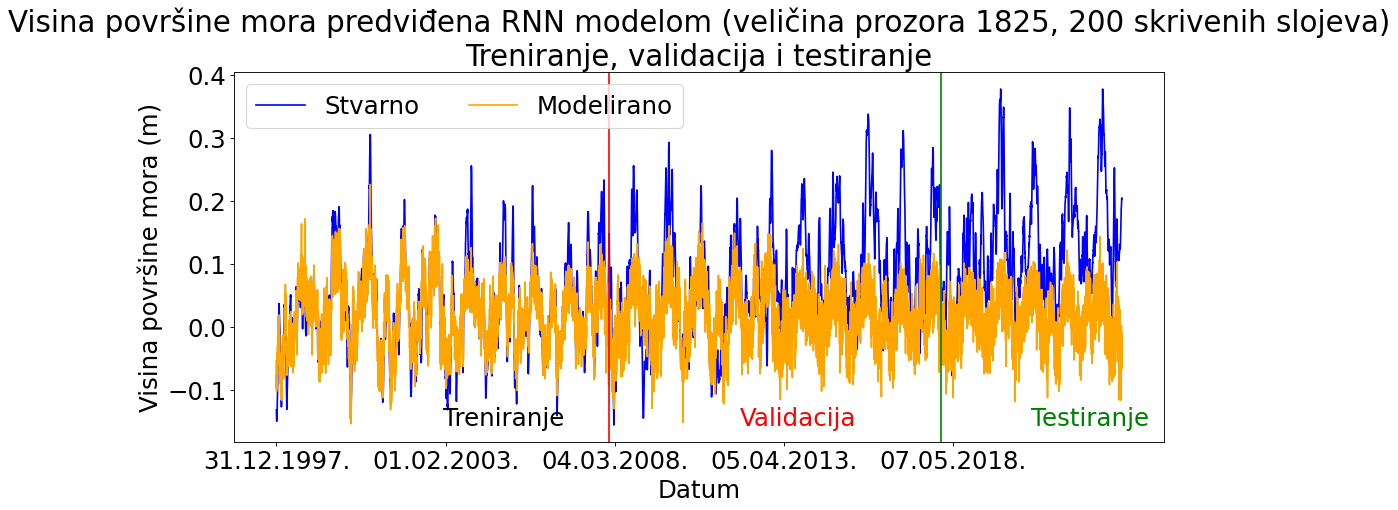 Visina površine mora predviđena RNN modelom (veličina prozora 1825, 200 skrivenih slojeva)
Treniranje, validacija i testiranje
Stvarno
Modelirano
Visina površine mora (m)
0.4
0.3
0.2
0.1
0.0
−0.1
Treniranje
Validacija
Testiranje
31.12.1997.
01.02.2003.
04.03.2008.
05.04.2013.
07.05.2018.
Datum